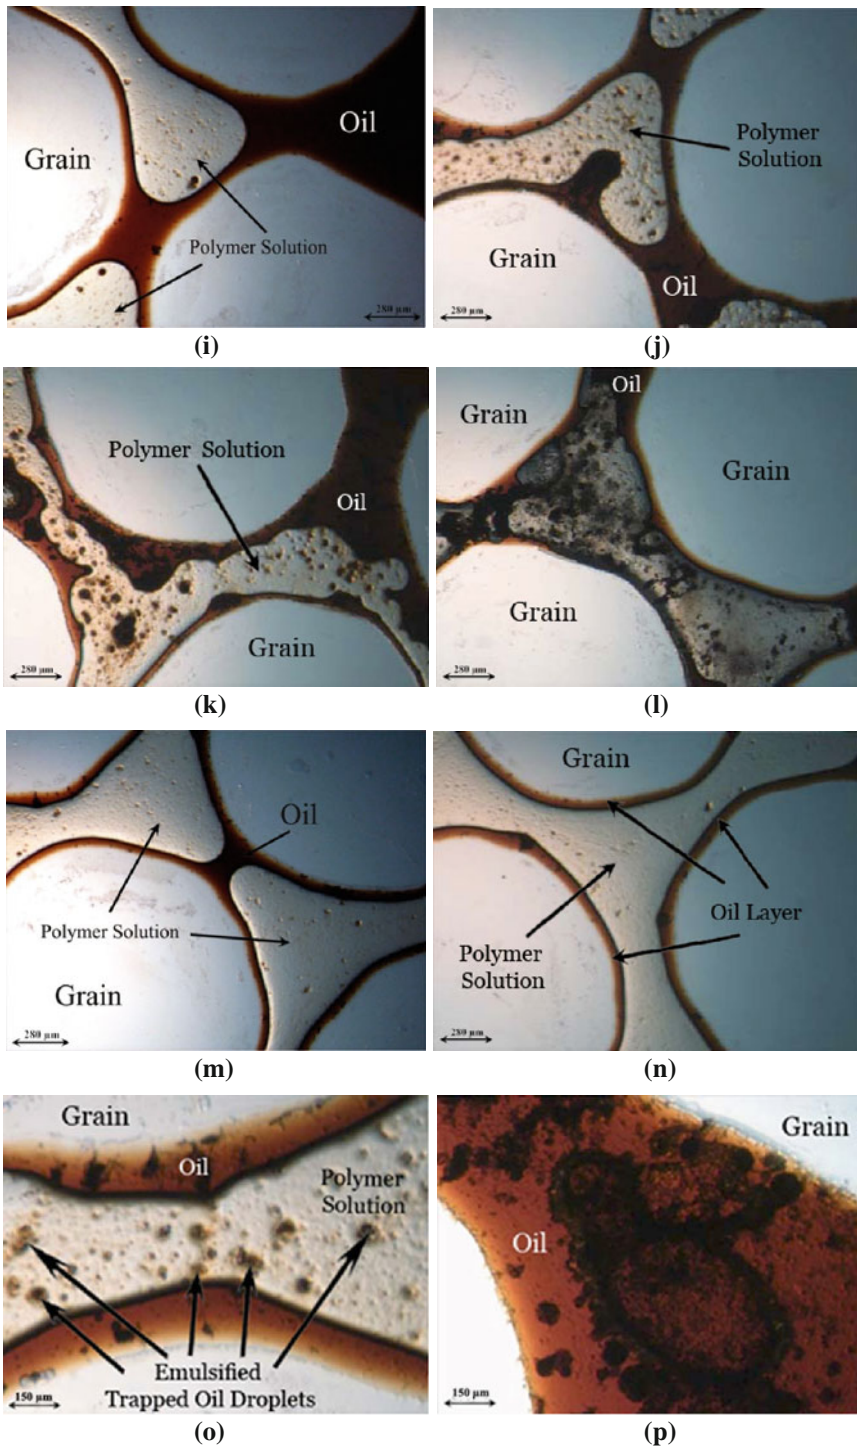 Oil
Grain
Polymer Solution
280 µm
(i)
Polymer
Solution
Grain
Oil
280 µm
(j)
Polymer Solution
Oil
Grain
280 µm
(k)
Oil
Grain
Grain
Grain
280 µm
(l)
Oil
Polymer Solution
Grain
280 µm
(m)
Grain
Oil Layer
Polymer
Solution
280 µm
(n)
Grain
Oil
Polymer
Solution
Emulsified
Trapped Oil Droplets
150 µm
(o)
Grain
Oil
150 µm
(p)